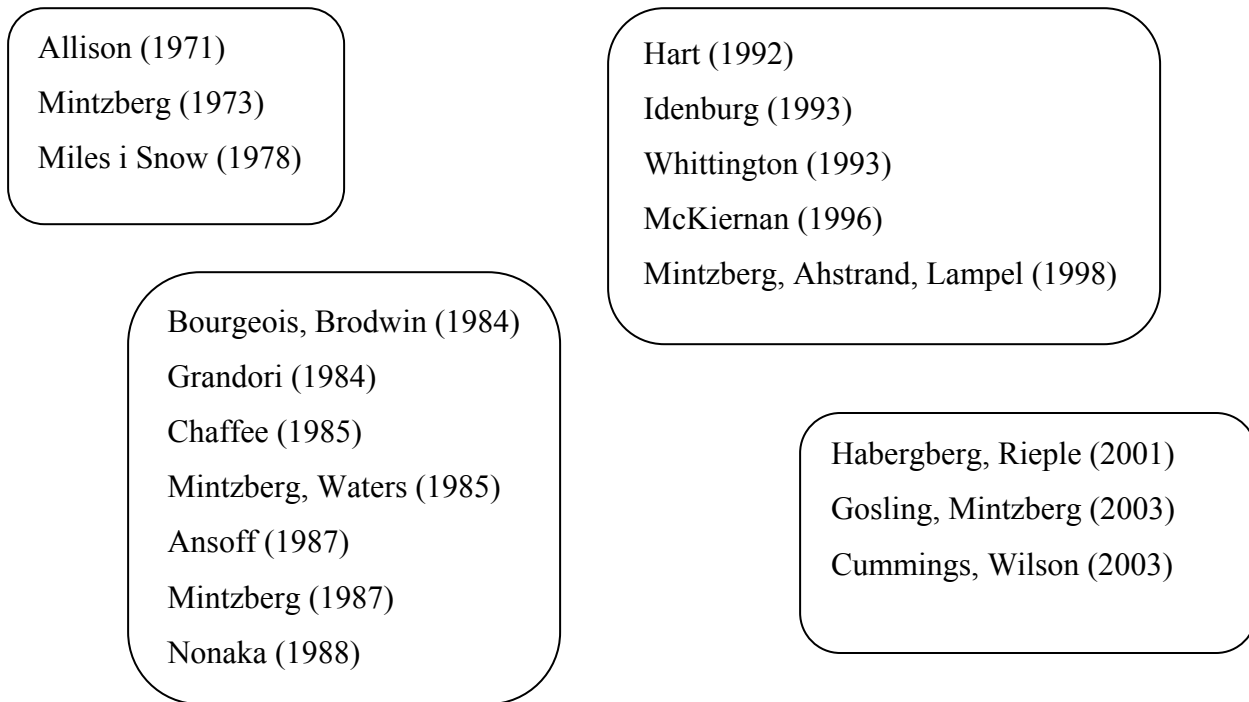 Allison (1971)
Mintzberg (1973)
Miles i Snow (1978)
Bourgeois, Brodwin (1984)
Grandori (1984)
Chaffee (1985)
Mintzberg, Waters (1985)
Ansoff (1987)
Mintzberg (1987)
Nonaka (1988)
Hart (1992)
Idenburg (1993)
Whittington (1993)
McKiernan (1996)
Mintzberg, Ahstrand, Lampel (1998)
Habergberg, Rieple (2001)
Gosling, Mintzberg (2003)
Cummings, Wilson (2003)